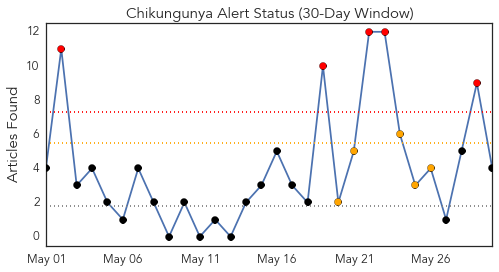 Chikungunya Alert Status (30-Day Window)
Articles Found
12
10
8
6
4
2
0
May 01 May 06 May 11 May 16 May 21 May 26